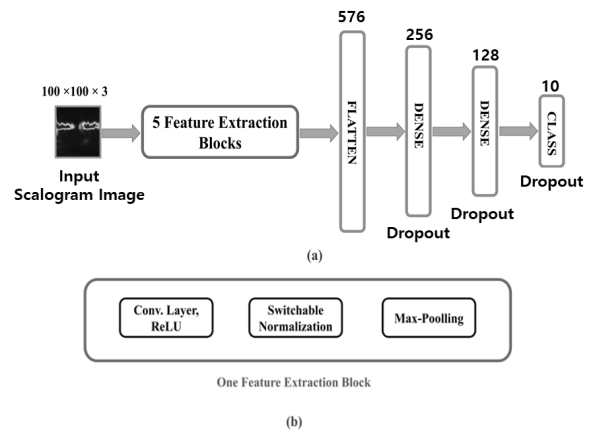 576
256
128
10
100 ×100 × 3
5 Feature Extraction
Blocks
FLATTEN
DENSE
DENSE
CLASS
Input
Scalogram Image
Dropout
Dropout
Dropout
(a)
Conv. Layer,
ReLU
Switchable
Normalization
Max-Poolling
One Feature Extraction Block
(b)